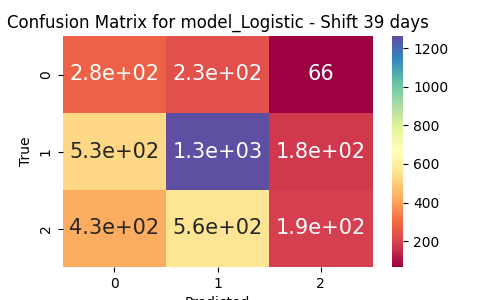 Confusion Matrix for model_Logistic - Shift 39 days
0 2.8e+02 2.3e+02 66
1 5.3e+02 1.3e+03 1.8e+02
2 4.3e+02 5.6e+02 1.9e+02
0 1 2
True
Predicted
1200
1000
800
600
400
200